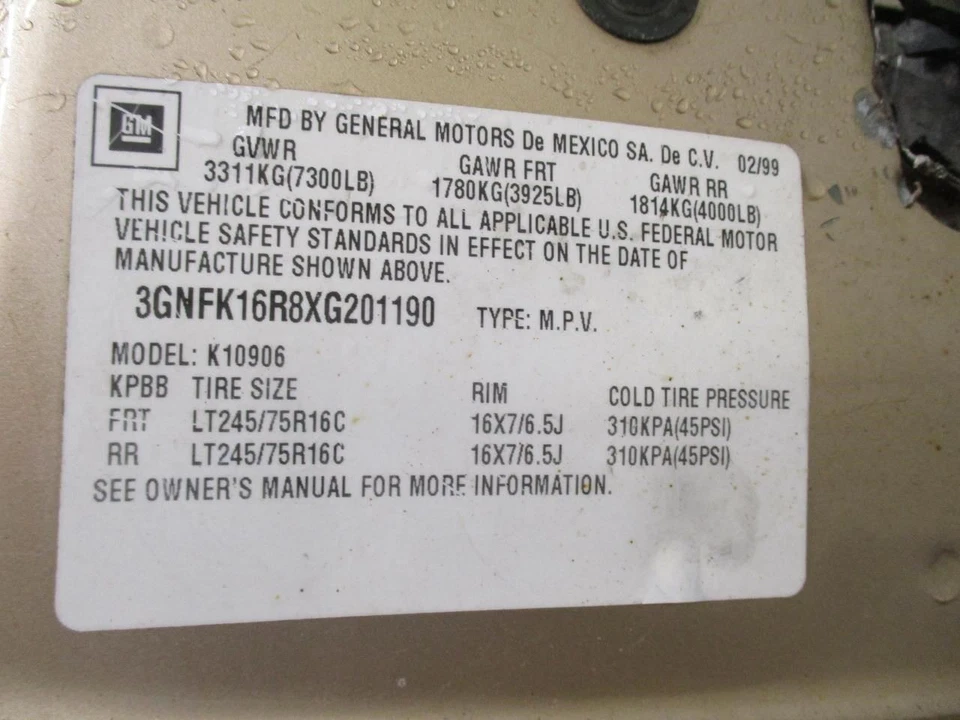 GM
MFD BY GENERAL MOTORS De MEXICO SA. De C.V. 02/99
GVWR GAWR FRT GAWR RR
3311KG(7300LB) 1780KG(3925LB) 1814KG(4000LB)
THIS VEHICLE CONFORMS TO ALL APPLICABLE U.S. FEDERAL MOTOR
VEHICLE SAFETY STANDARDS IN EFFECT ON THE DATE OF
MANUFACTURE SHOWN ABOVE.
3GNFK16R8XG201190 TYPE: M.P.V.
MODEL: K10906
KPBB TIRE SIZE RIM COLD TIRE PRESSURE
FRT LT245/75R16C 16X7/6.5J 310KPA(45PSI)
RR LT245/75R16C 16X7/6.5J 310KPA(45PSI)
SEE OWNER'S MANUAL FOR MORE INFORMATION.